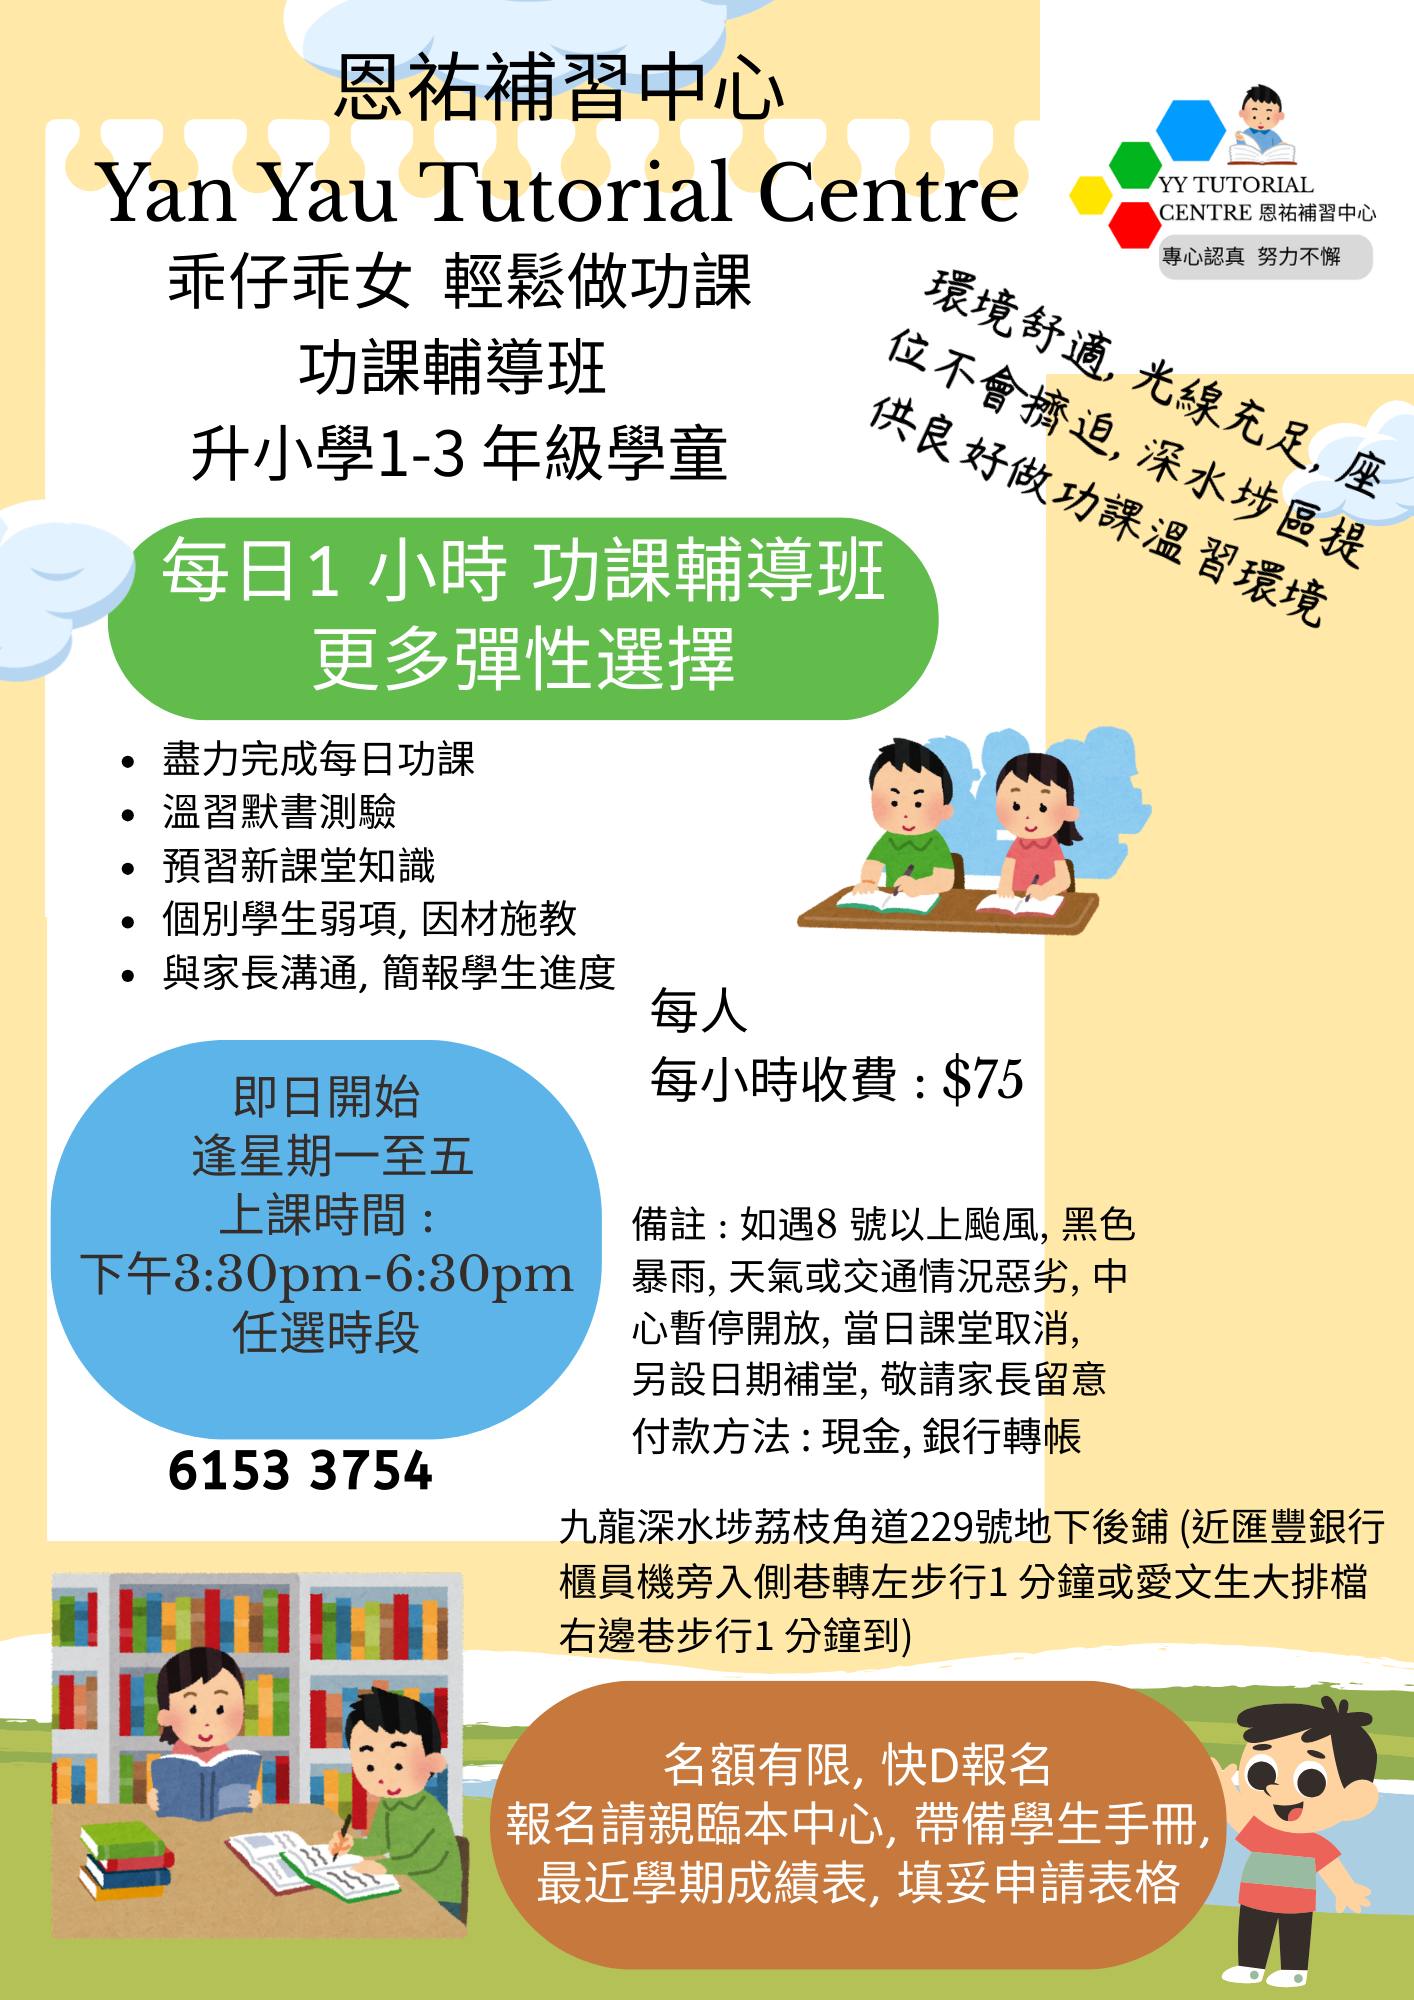 恩祐補習中心
Yan Yau Tutorial Centre
YY TUTORIAL
CENTRE 恩祐補習中心
專心認真 努力不懈
乖仔乖女 輕鬆做功課
功課輔導班
升小學1-3 年級學童
環境舒適, 光線充足, 座
位不會擠迫, 深水埗區提
供良好做功課溫習環境
每日1 小時 功課輔導班
更多彈性選擇
• 盡力完成每日功課
• 溫習默書測驗
• 預習新課堂知識
• 個別學生弱項, 因材施教
• 與家長溝通, 簡報學生進度
每人
每小時收費 : $75
即日開始
逢星期一至五
上課時間 :
下午3:30pm-6:30pm
任選時段
6153 3754
備註 : 如遇8 號以上颱風, 黑色
暴雨, 天氣或交通情況惡劣, 中
心暫停開放, 當日課堂取消,
另設日期補堂, 敬請家長留意
付款方法 : 現金, 銀行轉帳
九龍深水埗荔枝角道229號地下後鋪 (近匯豐銀行
櫃員機旁入側巷轉左步行1 分鐘或愛文生大排檔
右邊巷步行1 分鐘到)
名額有限, 快D報名
報名請親臨本中心, 帶備學生手冊,
最近學期成績表, 填妥申請表格